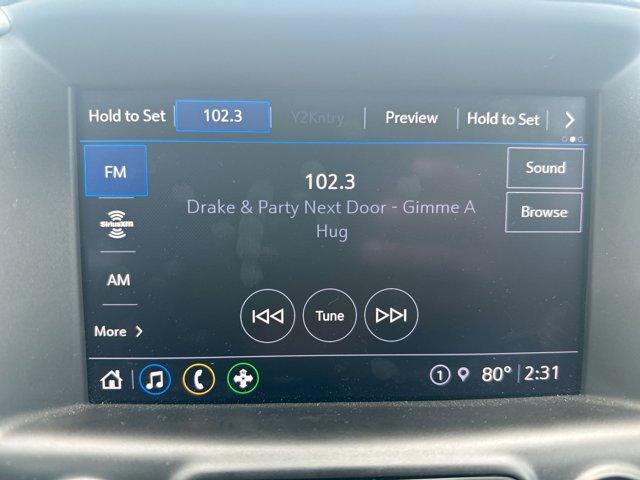 Hold to Set 102.3 Y2Kntry Preview Hold to Set
FM
SiriusXM
AM
More
102.3
Drake & Party Next Door - Gimme A
Hug
Sound
Browse
Tune
1 80° 2:31